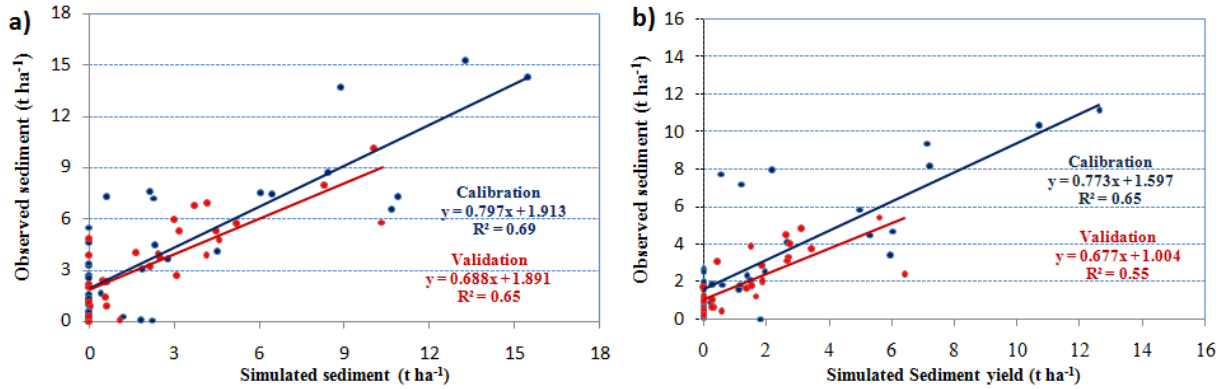 a)
Observed sediment (t ha⁻¹)
18
15
12
9
6
3
0
0 3 6 9 12 15 18
Simulated sediment (t ha⁻¹)
Calibration
y = 0.797x + 1.913
R² = 0.69
Validation
y = 0.688x + 1.891
R² = 0.65
b)
Observed sediment (t ha⁻¹)
16
14
12
10
8
6
4
2
0
0 2 4 6 8 10 12 14 16
Simulated Sediment yield (t ha⁻¹)
Calibration
y = 0.773x + 1.597
R² = 0.65
Validation
y = 0.677x + 1.004
R² = 0.55